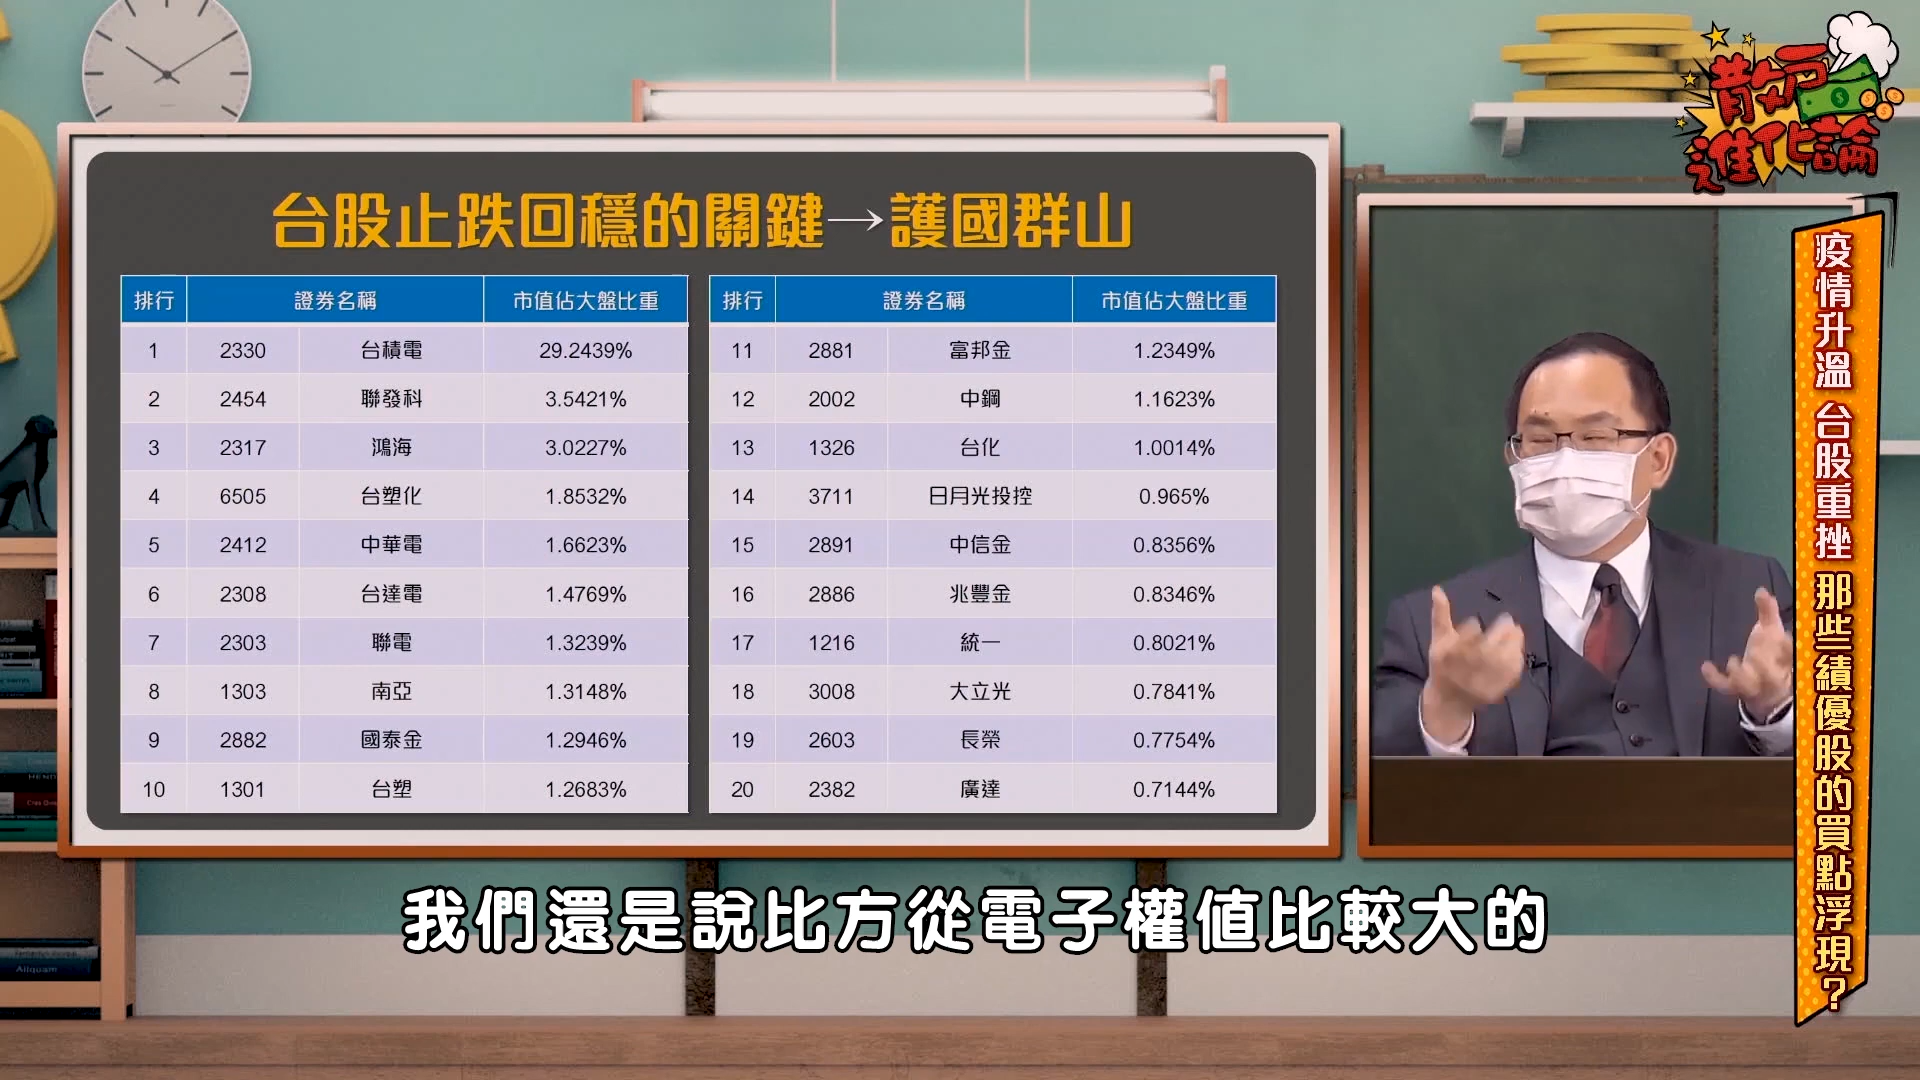 散戶
進化論
台股止跌回穩的關鍵→護國群山
排行 證券名稱 市值佔大盤比重
1 2330 台積電 29.2439%
2 2454 聯發科 3.5421%
3 2317 鴻海 3.0227%
4 6505 台塑化 1.8532%
5 2412 中華電 1.6623%
6 2308 台達電 1.4769%
7 2303 聯電 1.3239%
8 1303 南亞 1.3148%
9 2882 國泰金 1.2946%
10 1301 台塑 1.2683%
排行 證券名稱 市值佔大盤比重
11 2881 富邦金 1.2349%
12 2002 中鋼 1.1623%
13 1326 台化 1.0014%
14 3711 日月光投控 0.965%
15 2891 中信金 0.8356%
16 2886 兆豐金 0.8346%
17 1216 統一 0.8021%
18 3008 大立光 0.7841%
19 2603 長榮 0.7754%
20 2382 廣達 0.7144%
疫情升溫 台股重挫 那些績優股的買點浮現?
我們還是說比方從電子權值比較大的
Aliquam